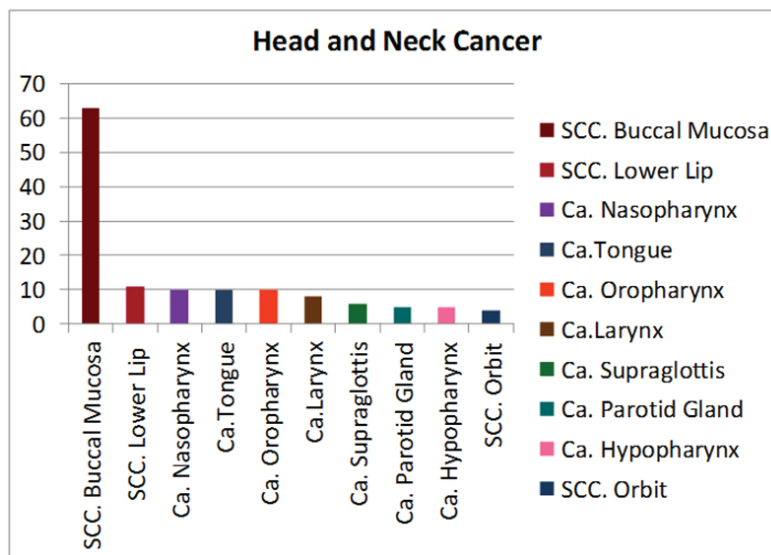 Head and Neck Cancer
70
60
50
40
30
20
10
0
SCC. Buccal Mucosa
SCC. Lower Lip
Ca. Nasopharynx
Ca.Tongue
Ca. Oropharynx
Ca.Larynx
Ca. Supraglottis
Ca. Parotid Gland
Ca. Hypopharynx
SCC. Orbit
SCC. Buccal Mucosa
SCC. Lower Lip
Ca. Nasopharynx
Ca.Tongue
Ca. Oropharynx
Ca.Larynx
Ca. Supraglottis
Ca. Parotid Gland
Ca. Hypopharynx
SCC. Orbit